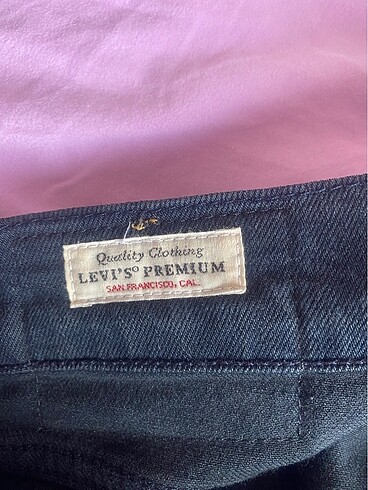 Quality Clothing
LEVI'S® PREMIUM
SAN FRANCISCO, CAL.